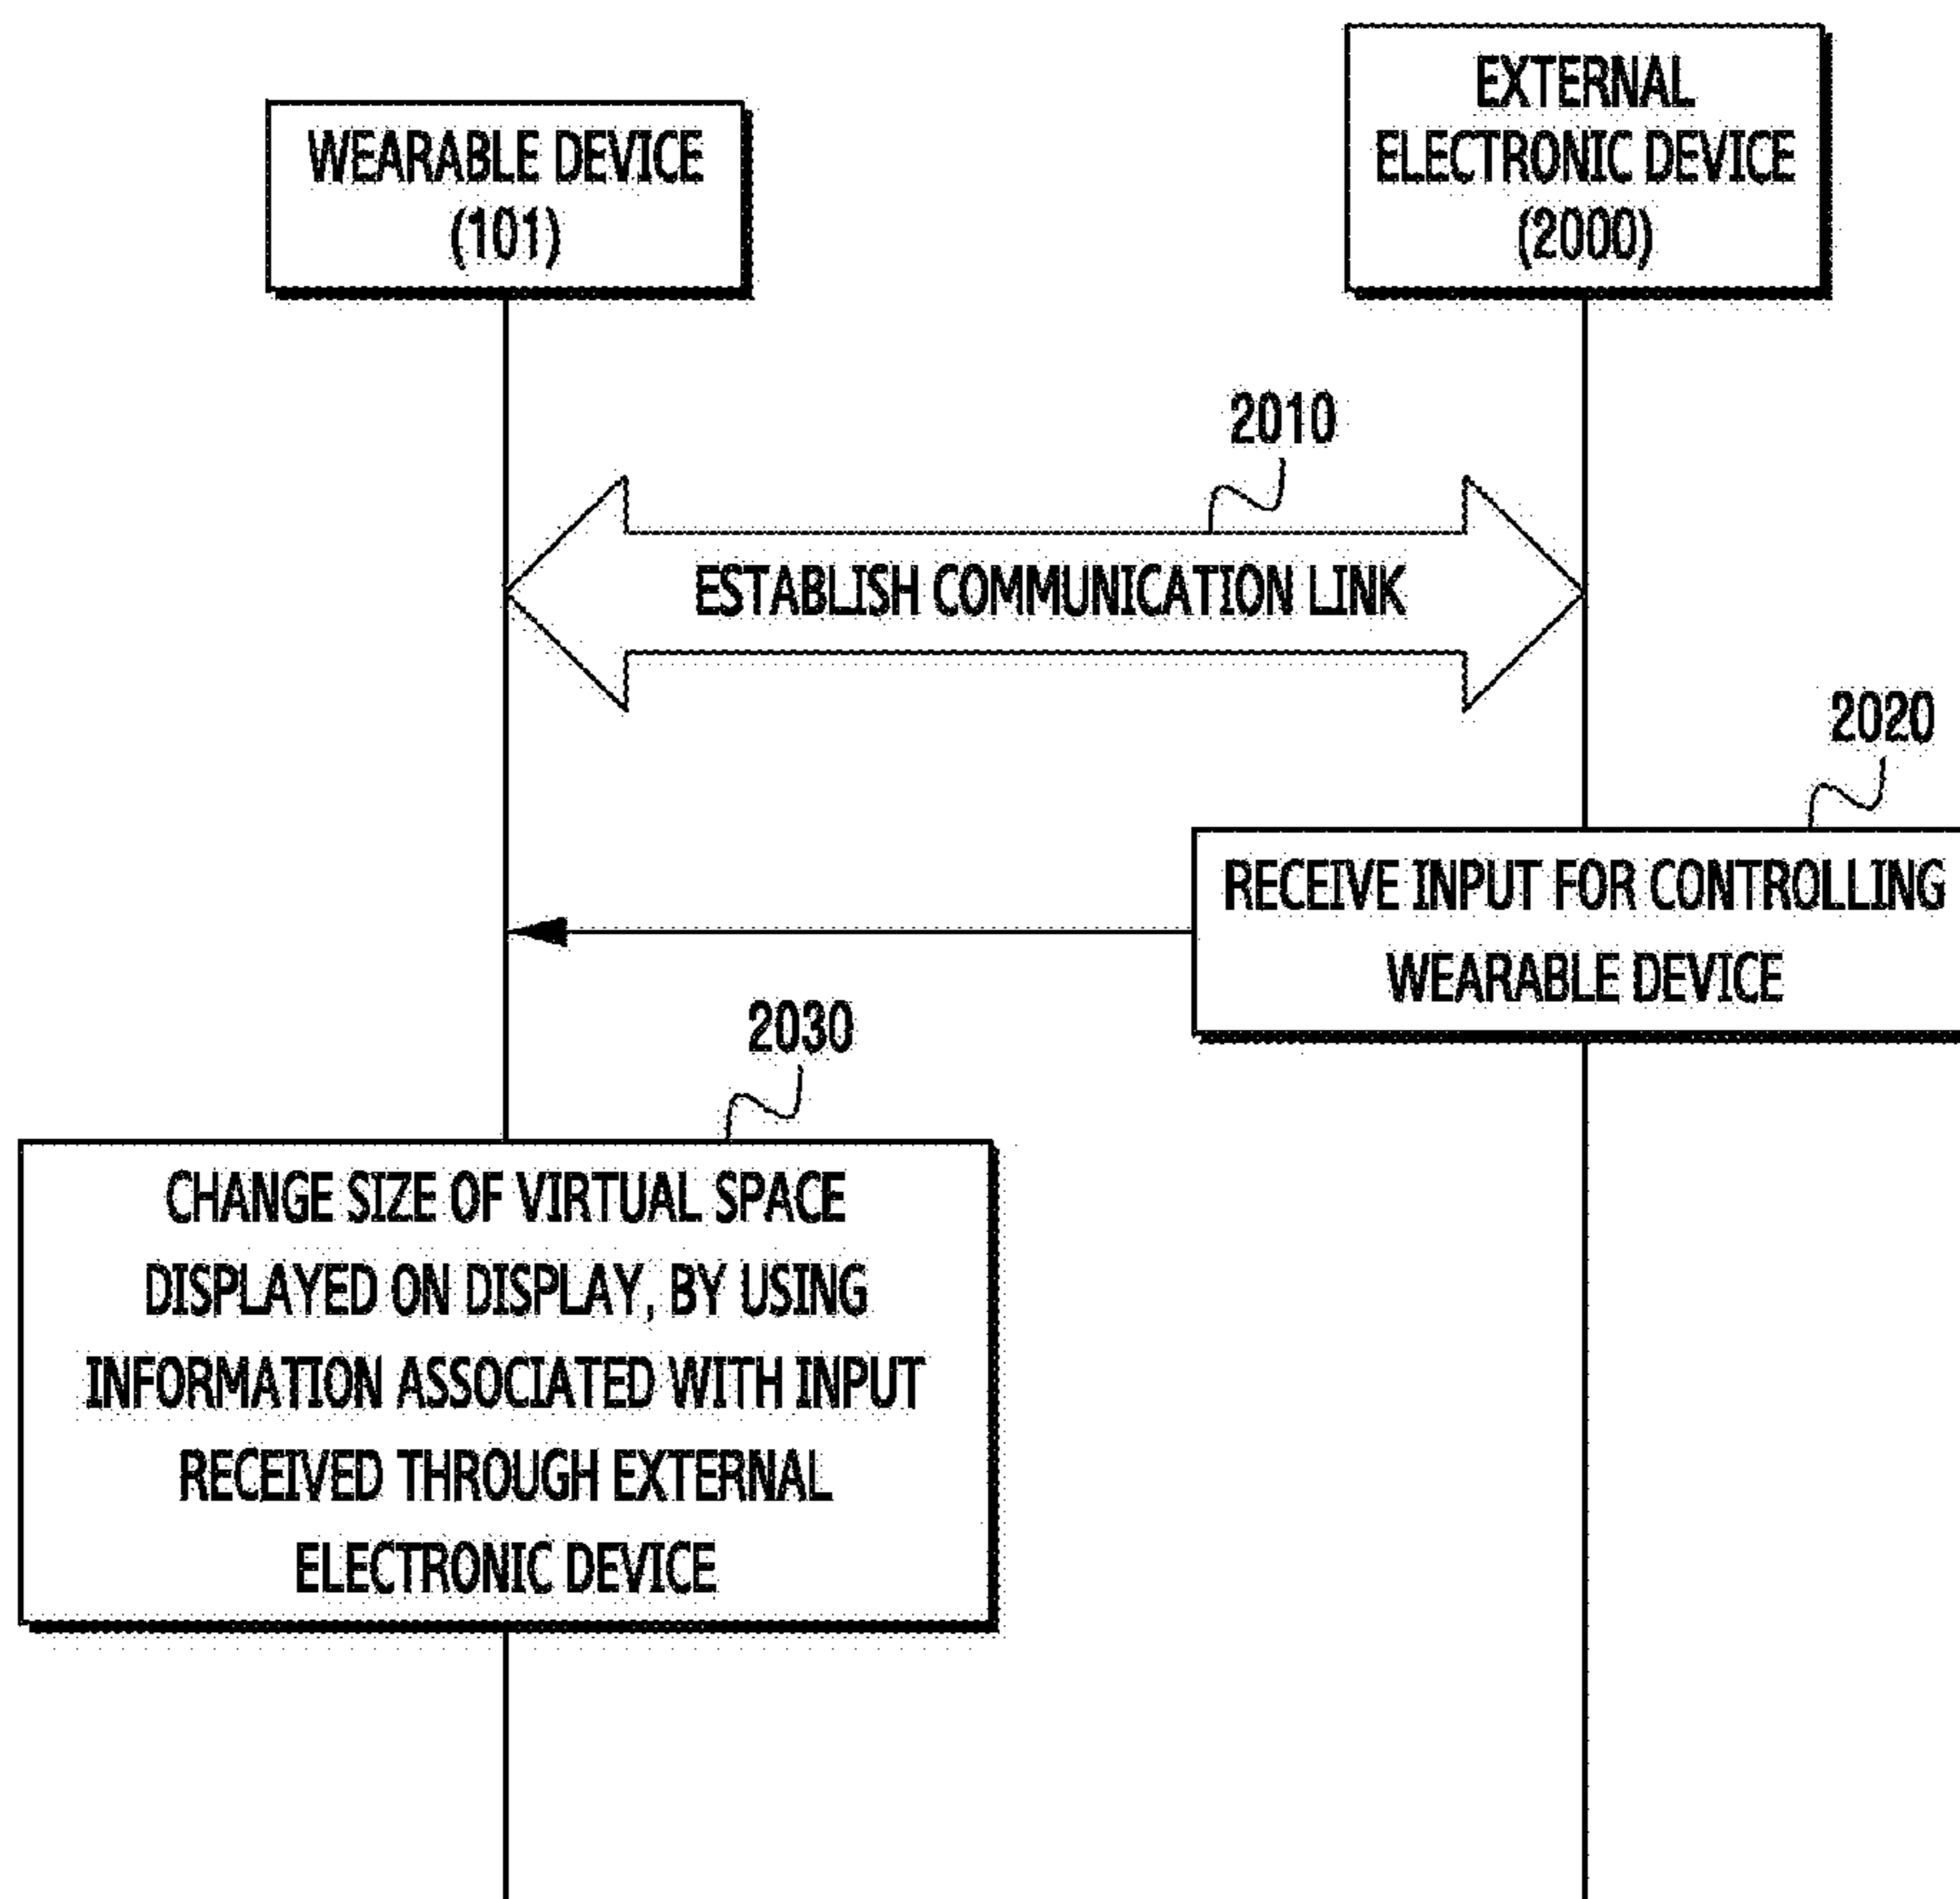 WEARABLE DEVICE
(101)
EXTERNAL
ELECTRONIC DEVICE
(2000)
2010
ESTABLISH COMMUNICATION LINK
2020
RECEIVE INPUT FOR CONTROLLING
WEARABLE DEVICE
2030
CHANGE SIZE OF VIRTUAL SPACE
DISPLAYED ON DISPLAY, BY USING
INFORMATION ASSOCIATED WITH INPUT
RECEIVED THROUGH EXTERNAL
ELECTRONIC DEVICE